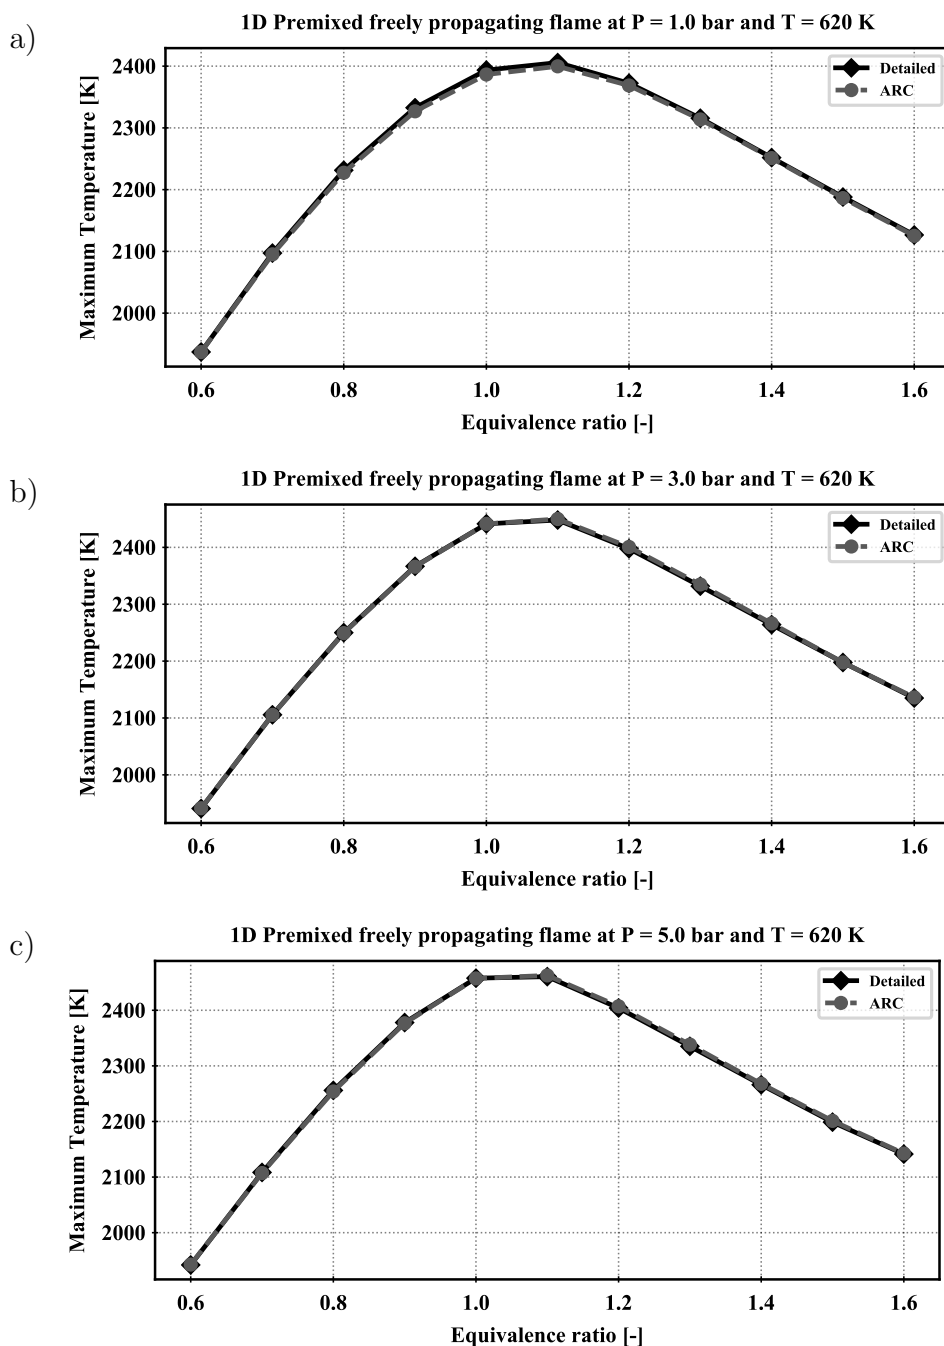 a)
1D Premixed freely propagating flame at P = 1.0 bar and T = 620 K
Maximum Temperature [K]
2400
2300
2200
2100
2000
Detailed
ARC
0.6 0.8 1.0 1.2 1.4 1.6
Equivalence ratio [-]
b)
1D Premixed freely propagating flame at P = 3.0 bar and T = 620 K
Maximum Temperature [K]
2400
2300
2200
2100
2000
Detailed
ARC
0.6 0.8 1.0 1.2 1.4 1.6
Equivalence ratio [-]
c)
1D Premixed freely propagating flame at P = 5.0 bar and T = 620 K
Maximum Temperature [K]
2400
2300
2200
2100
2000
Detailed
ARC
0.6 0.8 1.0 1.2 1.4 1.6
Equivalence ratio [-]